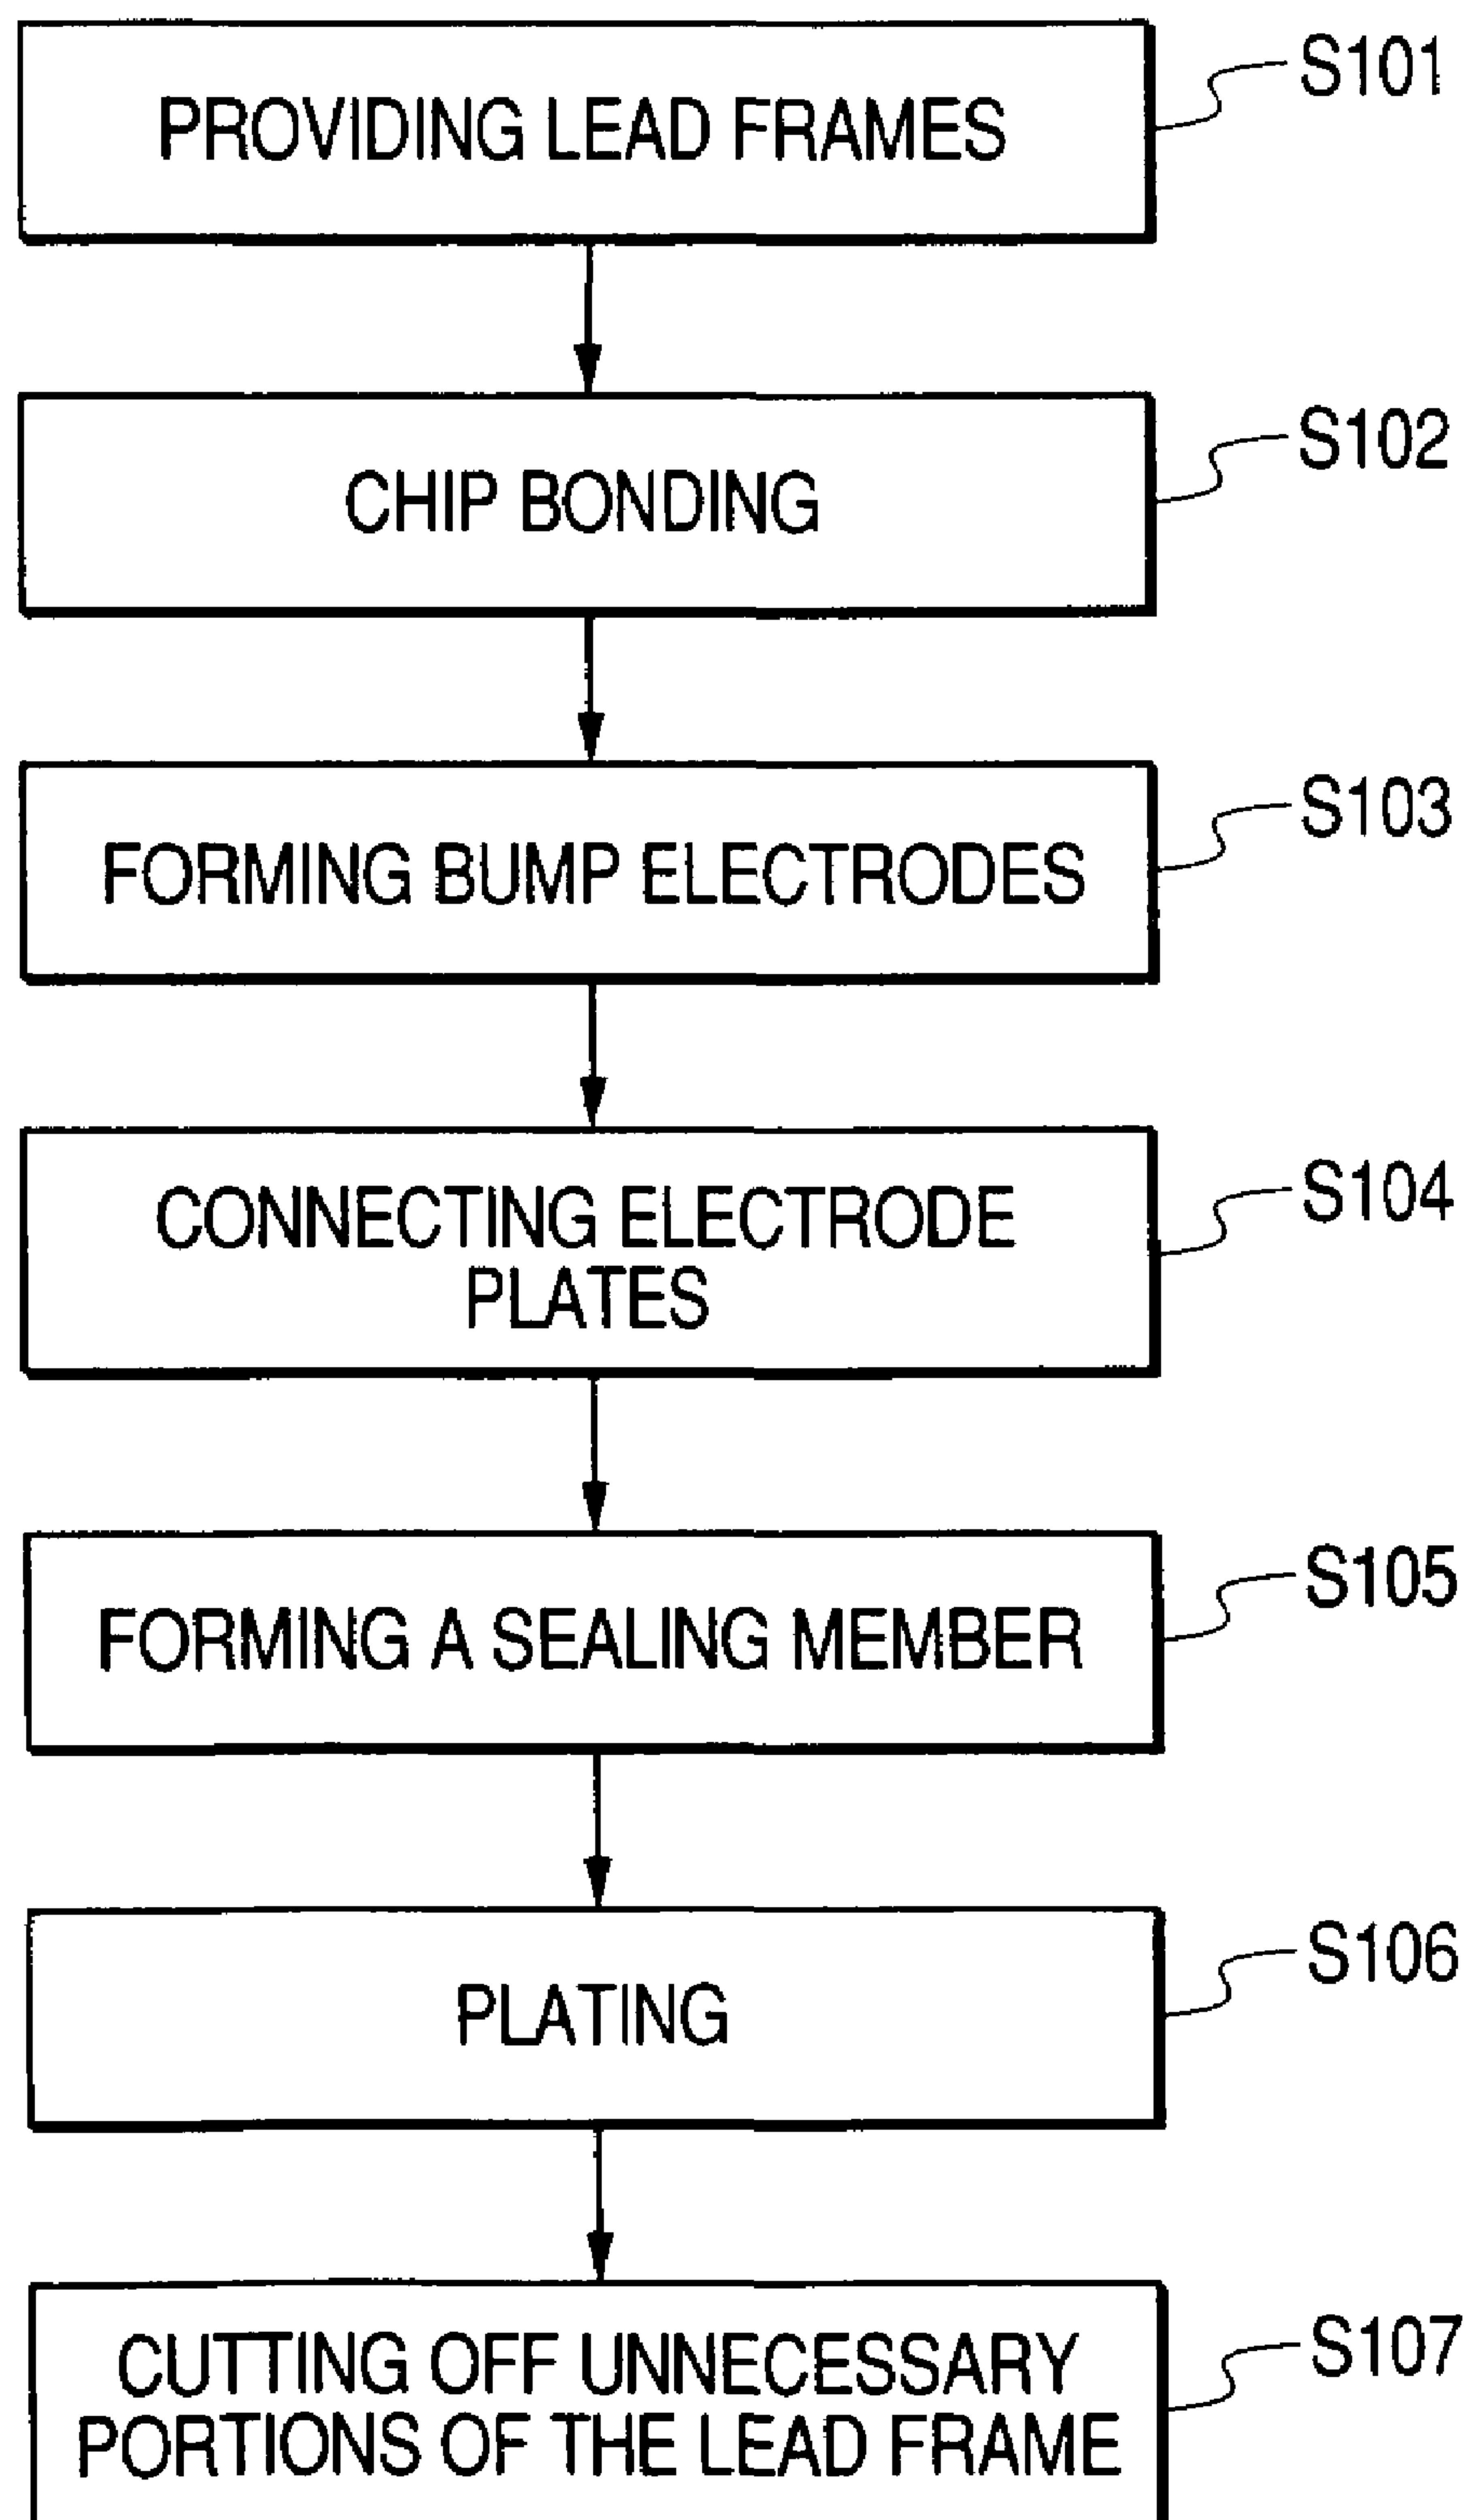 PROVIDING LEAD FRAMES
S101
CHIP BONDING
S102
FORMING BUMP ELECTRODES
S103
CONNECTING ELECTRODE
PLATES
S104
FORMING A SEALING MEMBER
S105
PLATING
S106
CUTTING OFF UNNECESSARY
PORTIONS OF THE LEAD FRAME
S107